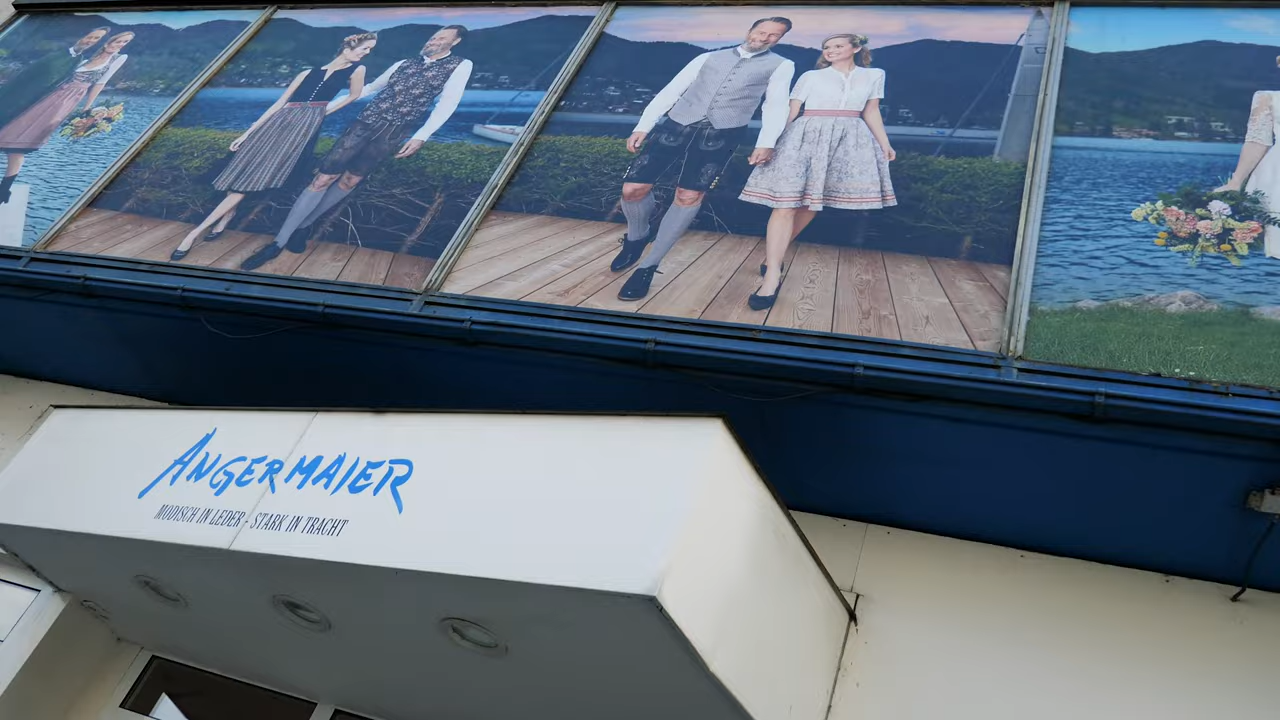 ANGERMAIER
MODISCH IN LEDER - STARK IN TRACHT